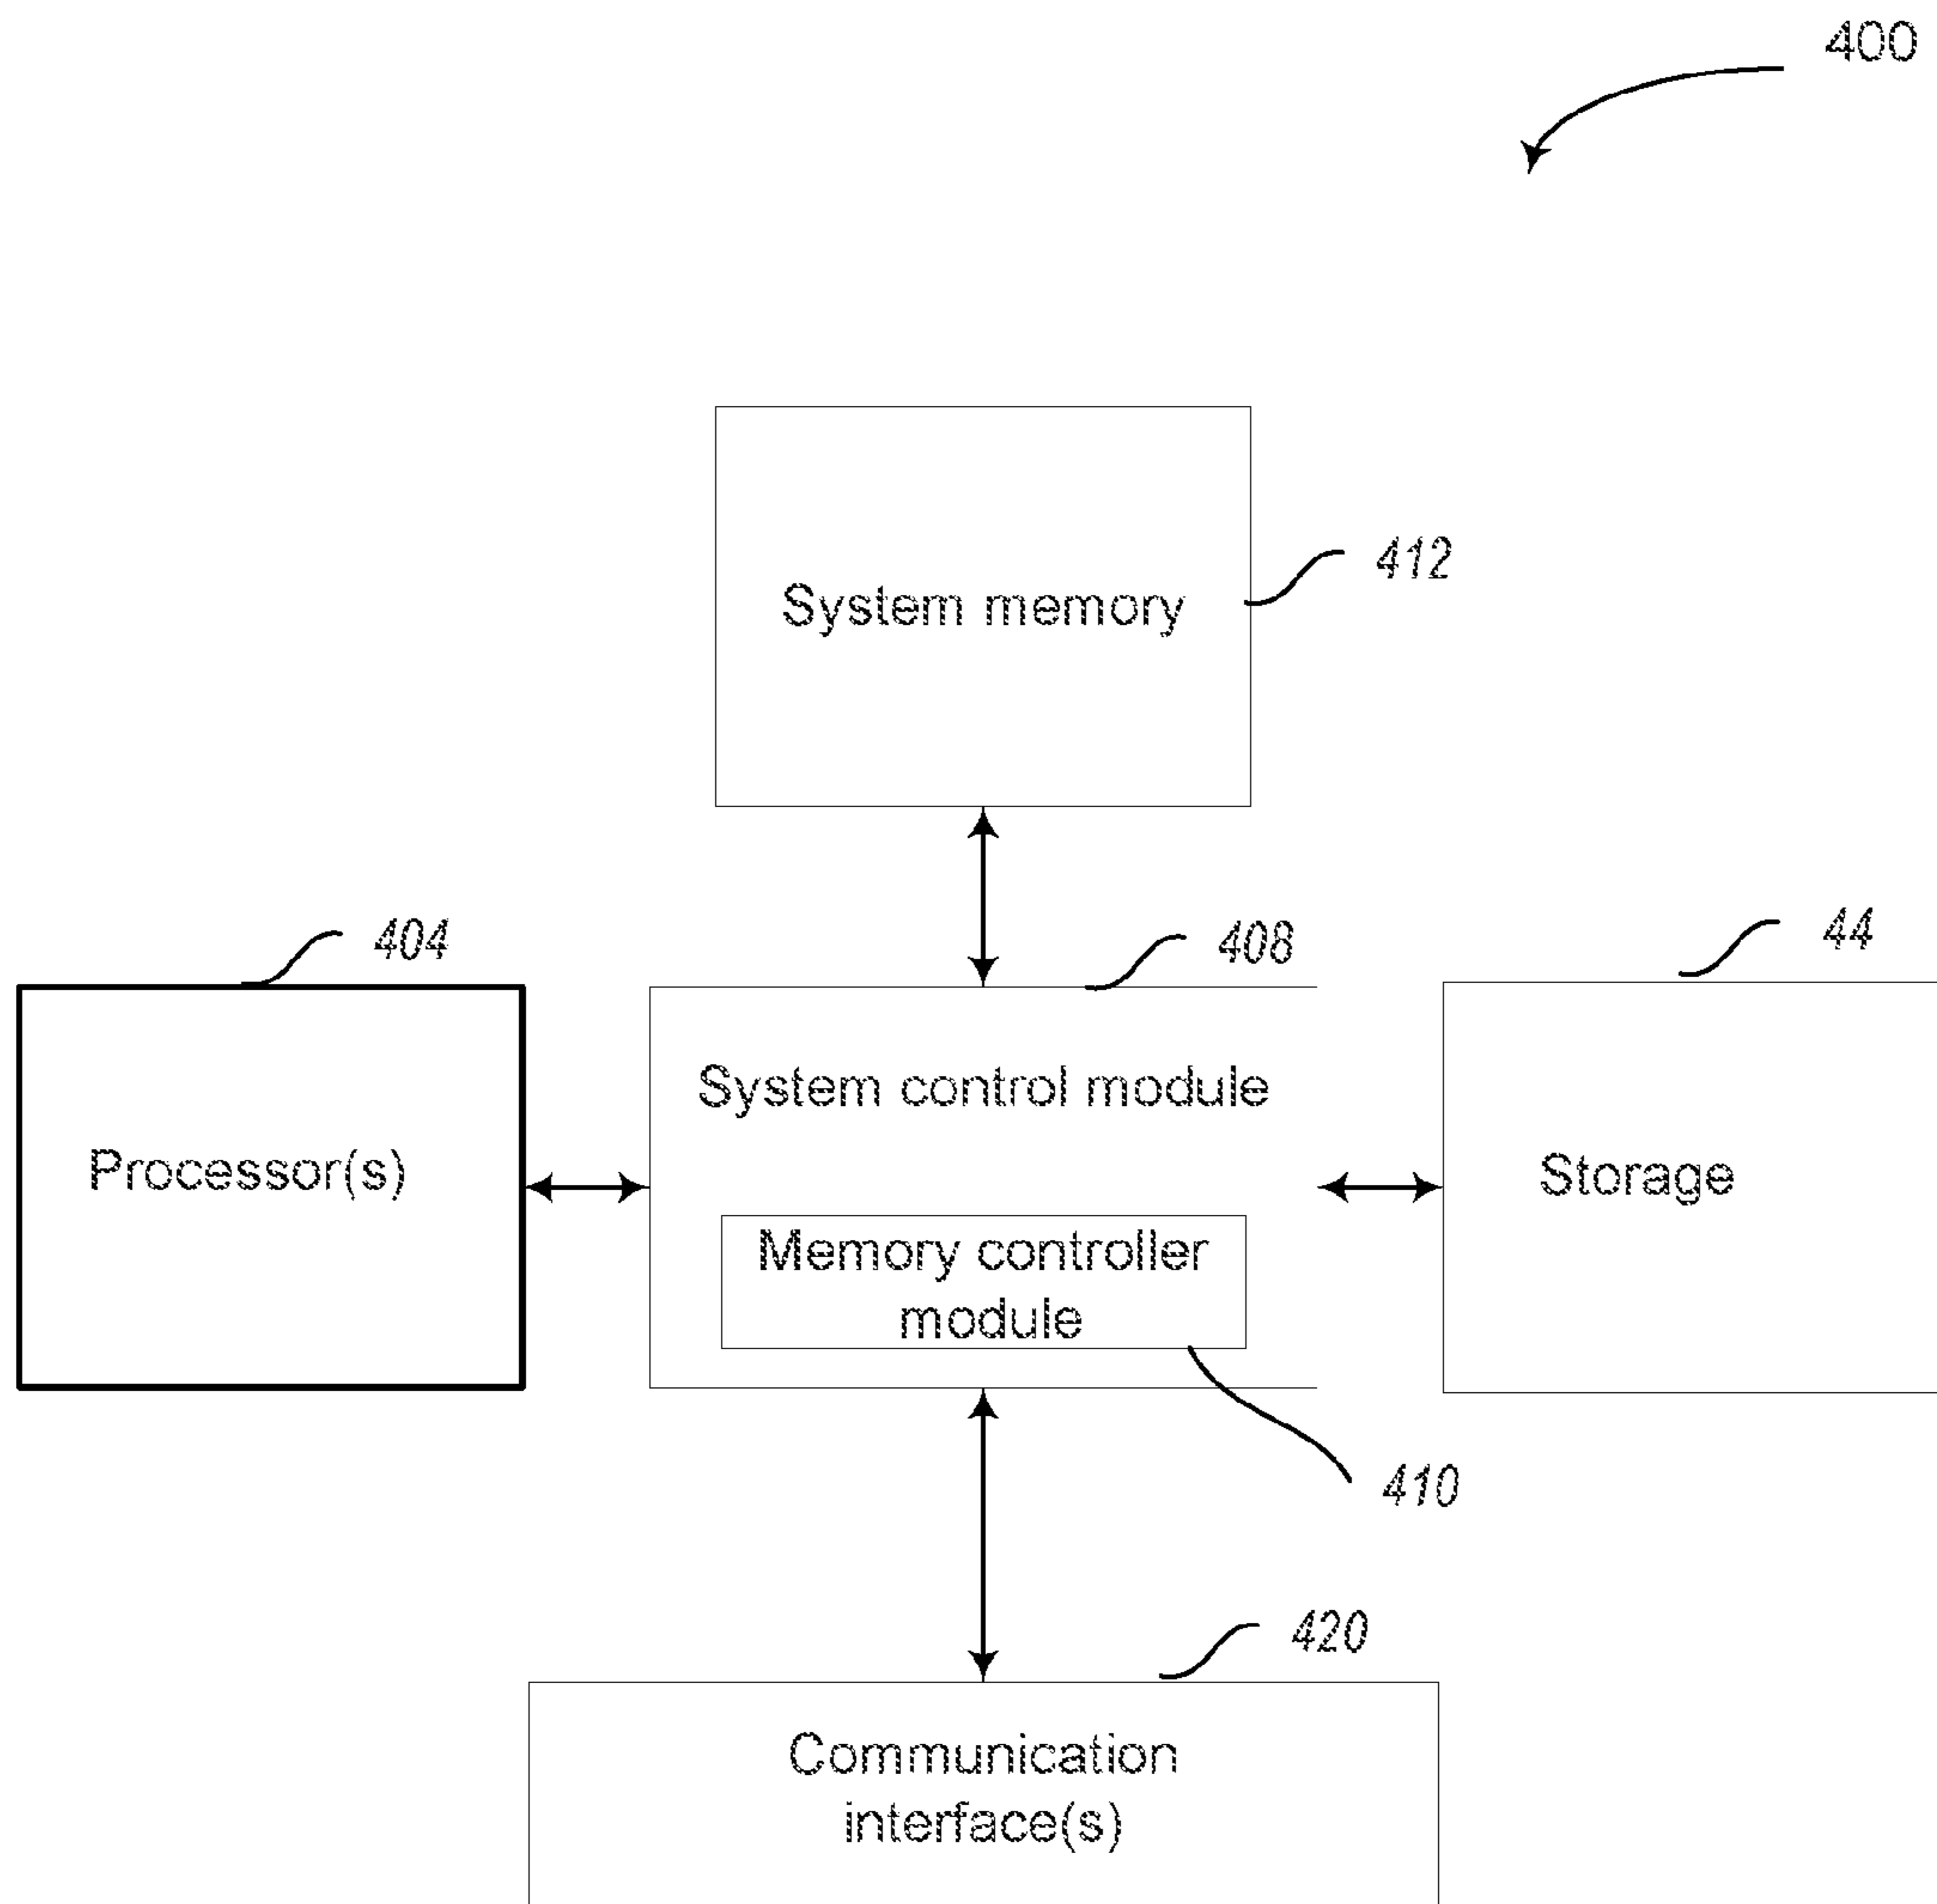 400
System memory
412
404
408
44
System control module
Processor(s)
Storage
Memory controller
module
410
420
Communication
interface(s)